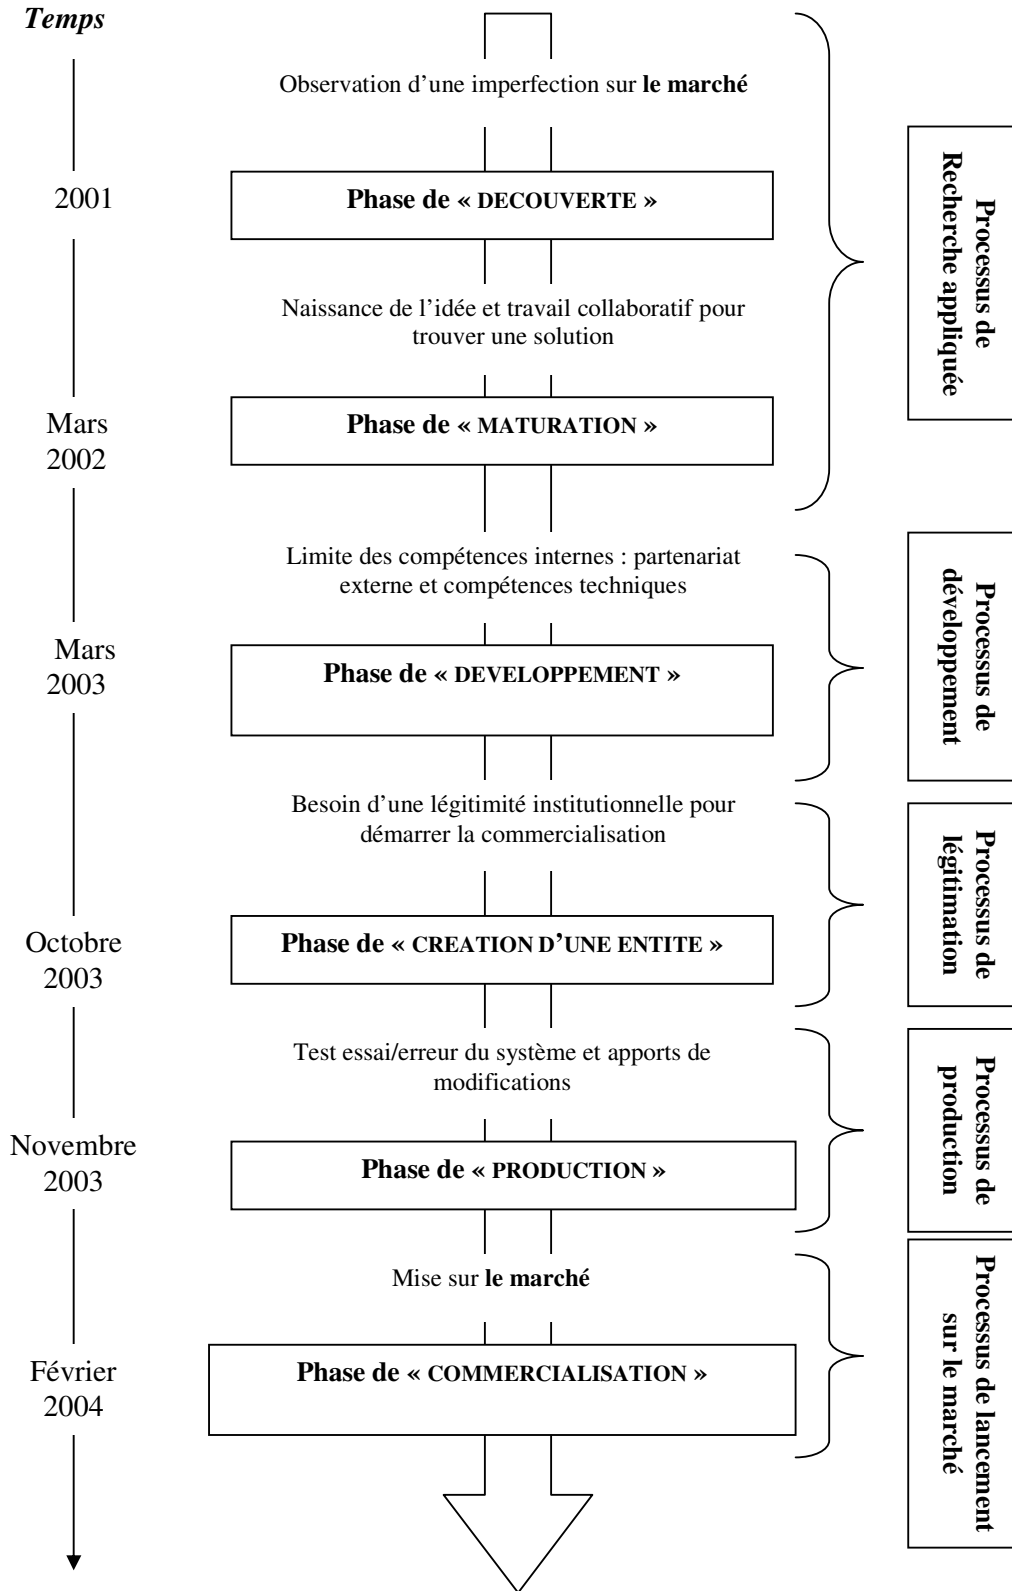 Temps
Observation d’une imperfection sur le marché
2001
Phase de « DECOUVERTE »
Naissance de l’idée et travail collaboratif pour
trouver une solution
Mars
2002
Phase de « MATURATION »
Processus de
Recherche appliquée
Limite des compétences internes : partenariat
externe et compétences techniques
Mars
2003
Phase de « DEVELOPPEMENT »
Processus de
développement
Besoin d’une légitimité institutionnelle pour
démarrer la commercialisation
Octobre
2003
Phase de « CREATION D’UNE ENTITE »
Processus de
légitimation
Test essai/erreur du système et apports de
modifications
Novembre
2003
Phase de « PRODUCTION »
Processus de
production
Mise sur le marché
Février
2004
Phase de « COMMERCIALISATION »
Processus de lancement
sur le marché